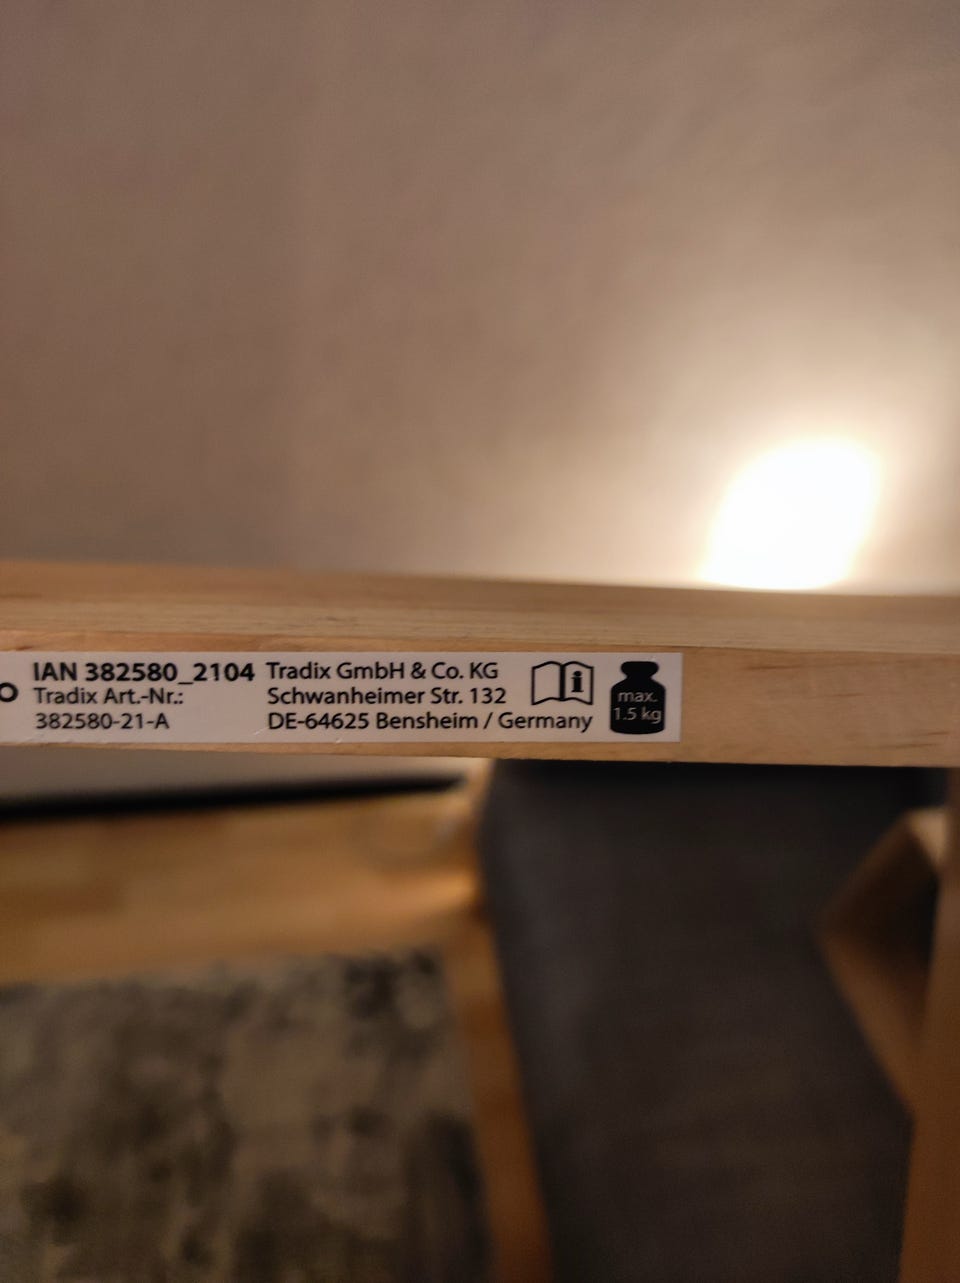 IAN 382580_2104
Tradix Art.-Nr.:
382580-21-A
Tradix GmbH & Co. KG
Schwanheimer Str. 132
DE-64625 Bensheim / Germany
i
max.
1.5 kg